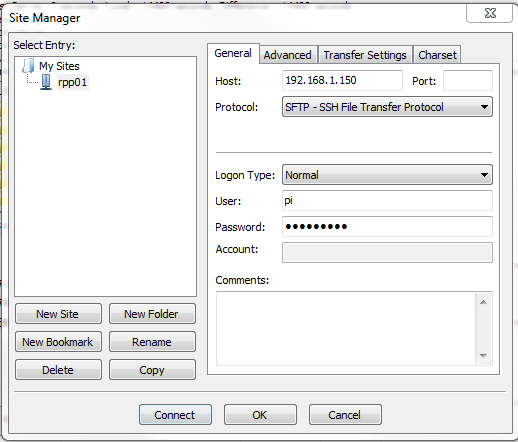 Site Manager
Select Entry:
My Sites
rpp01
New Site
New Folder
New Bookmark
Rename
Delete
Copy
General
Advanced
Transfer Settings
Charset
Host:
192.168.1.150
Port:
Protocol:
SFTP - SSH File Transfer Protocol
Logon Type:
Normal
User:
pi
Password:
●●●●●●●●●
Account:
Comments:
Connect
OK
Cancel